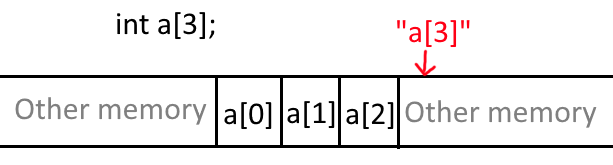 int a[3];
"a[3]"
Other memory a[0] a[1] a[2] Other memory